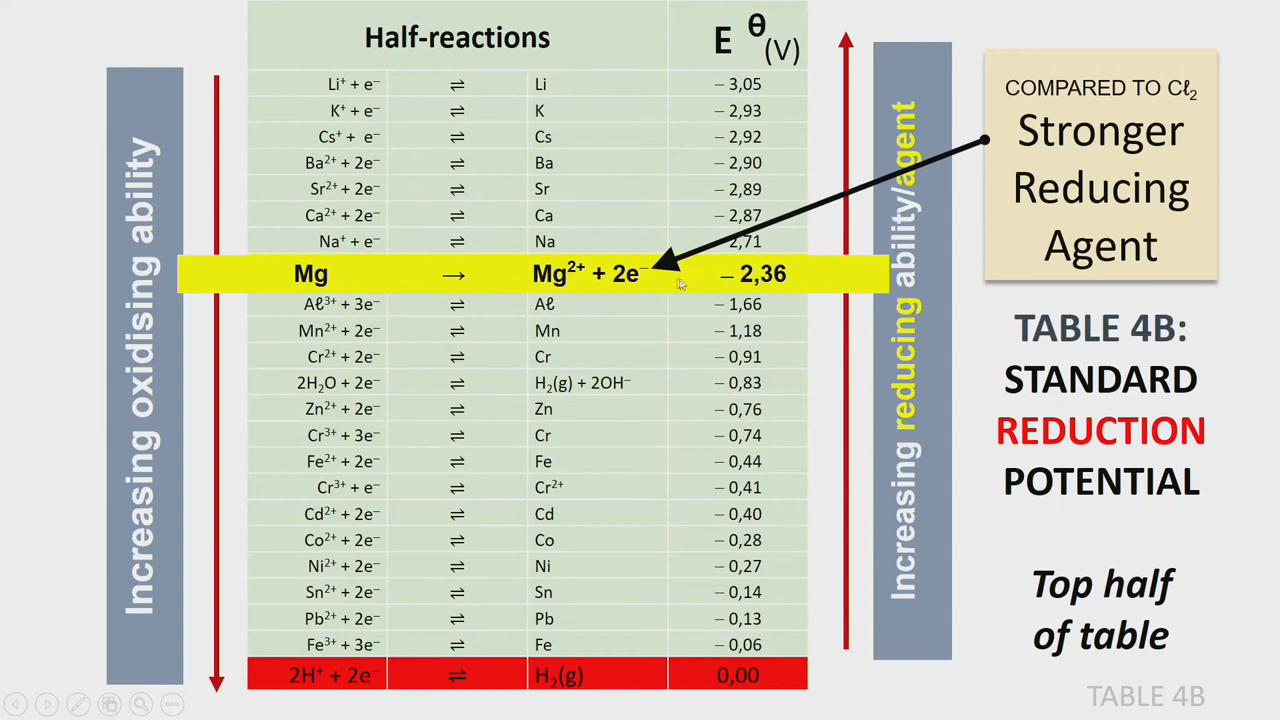 Half-reactions E θ (V)
Li⁺ + e⁻ ⇌ Li – 3,05
K⁺ + e⁻ ⇌ K – 2,93
Cs⁺ + e⁻ ⇌ Cs – 2,92
Ba²⁺ + 2e⁻ ⇌ Ba – 2,90
Sr²⁺ + 2e⁻ ⇌ Sr – 2,89
Ca²⁺ + 2e⁻ ⇌ Ca – 2,87
Na⁺ + e⁻ ⇌ Na 2,71
Mg → Mg²⁺ + 2e⁻ – 2,36
Aℓ³⁺ + 3e⁻ ⇌ Aℓ – 1,66
Mn²⁺ + 2e⁻ ⇌ Mn – 1,18
Cr²⁺ + 2e⁻ ⇌ Cr – 0,91
2H₂O + 2e⁻ ⇌ H₂(g) + 2OH⁻ – 0,83
Zn²⁺ + 2e⁻ ⇌ Zn – 0,76
Cr³⁺ + 3e⁻ ⇌ Cr – 0,74
Fe²⁺ + 2e⁻ ⇌ Fe – 0,44
Cr³⁺ + e⁻ ⇌ Cr²⁺ – 0,41
Cd²⁺ + 2e⁻ ⇌ Cd – 0,40
Co²⁺ + 2e⁻ ⇌ Co – 0,28
Ni²⁺ + 2e⁻ ⇌ Ni – 0,27
Sn²⁺ + 2e⁻ ⇌ Sn – 0,14
Pb²⁺ + 2e⁻ ⇌ Pb – 0,13
Fe³⁺ + 3e⁻ ⇌ Fe – 0,06
2H⁺ + 2e⁻ ⇌ H₂(g) 0,00
Increasing oxidising ability
Increasing reducing ability/agent
COMPARED TO Cℓ₂
Stronger
Reducing
Agent
TABLE 4B:
STANDARD
REDUCTION
POTENTIAL
Top half
of table
TABLE 4B